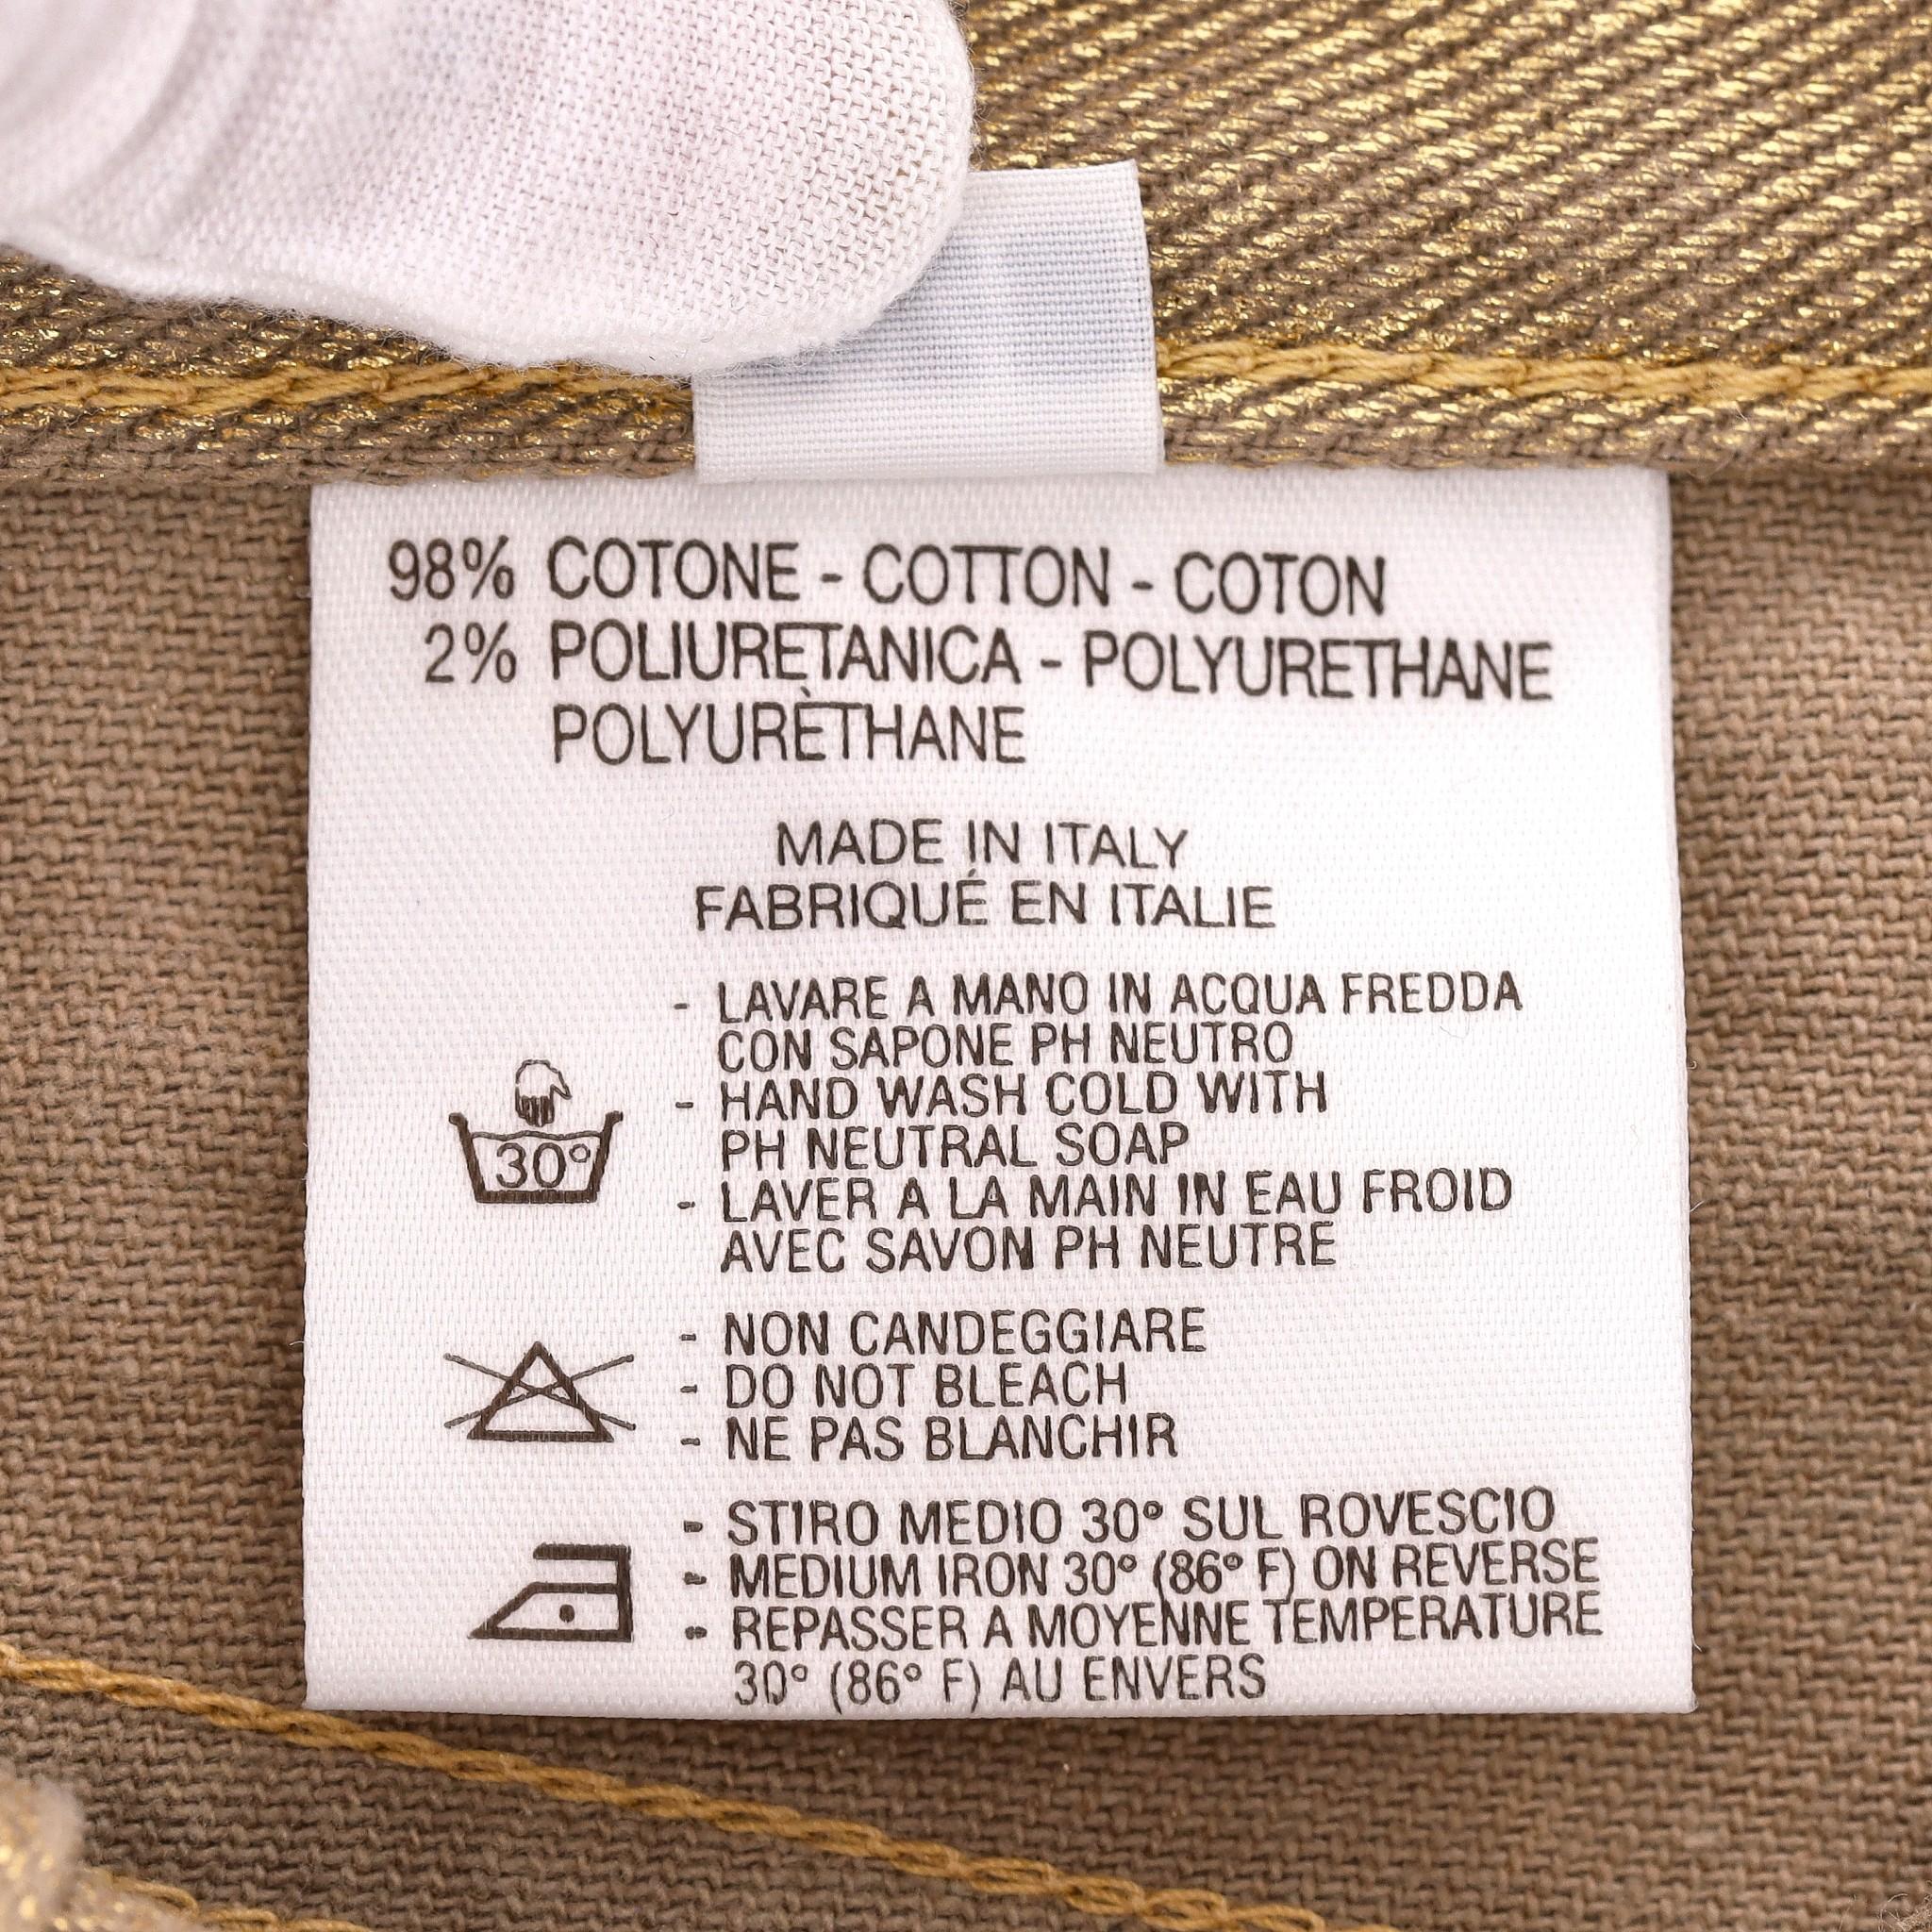 98% COTONE - COTTON - COTON
2% POLIURETANICA - POLYURETHANE
POLYURÈTHANE
MADE IN ITALY
FABRIQUÉ EN ITALIE
- LAVARE A MANO IN ACQUA FREDDA
CON SAPONE PH NEUTRO
- HAND WASH COLD WITH
PH NEUTRAL SOAP
- LAVER A LA MAIN IN EAU FROID
AVEC SAVON PH NEUTRE
30°
- NON CANDEGGIARE
- DO NOT BLEACH
- NE PAS BLANCHIR
- STIRO MEDIO 30° SUL ROVESCIO
- MEDIUM IRON 30° (86° F) ON REVERSE
- REPASSER A MOYENNE TEMPERATURE
30° (86° F) AU ENVERS